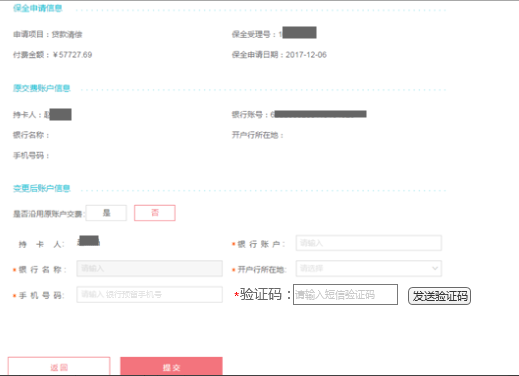 保全申请信息
申请项目：贷款清偿 保全受理号：1
付费金额：￥57727.69 保全申请日期：2017-12-06
原交费账户信息
持卡人： 银行账号：6
银行名称： 开户行所在地：
手机号码：
变更后账户信息
是否沿用原账户交费: 是 否
持 卡 人: *银 行 账 户： 请输入
*银 行 名 称： 请输入 *开户行所在地: 请选择
*手 机 号 码: 请输入银行预留手机号 *验证码：请输入短信验证码 发送验证码
返 回 提 交